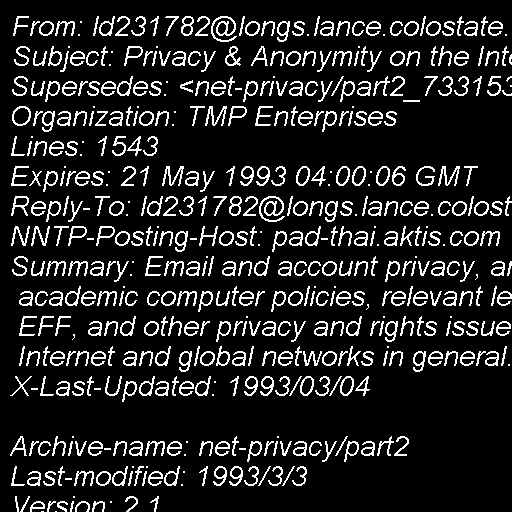 From: ld231782@longs.lance.colostate.
Subject: Privacy & Anonymity on the Inte
Supersedes: <net-privacy/part2_733153
Organization: TMP Enterprises
Lines: 1543
Expires: 21 May 1993 04:00:06 GMT
Reply-To: ld231782@longs.lance.colost
NNTP-Posting-Host: pad-thai.aktis.com
Summary: Email and account privacy, an
academic computer policies, relevant le
EFF, and other privacy and rights issue
Internet and global networks in general.
X-Last-Updated: 1993/03/04

Archive-name: net-privacy/part2
Last-modified: 1993/3/3
Version: 2.1